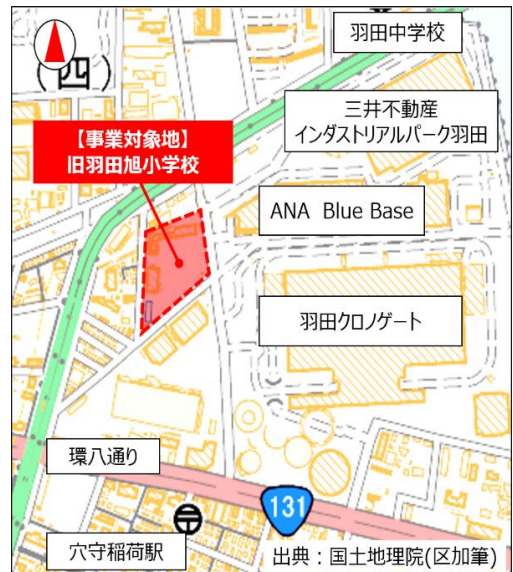 羽田中学校
(四)
三井不動産
インダストリアルパーク羽田
【事業対象地】
旧羽田旭小学校
ANA Blue Base
羽田クロノゲート
環八通り
131
穴守稲荷駅
出典：国土地理院(区加筆)